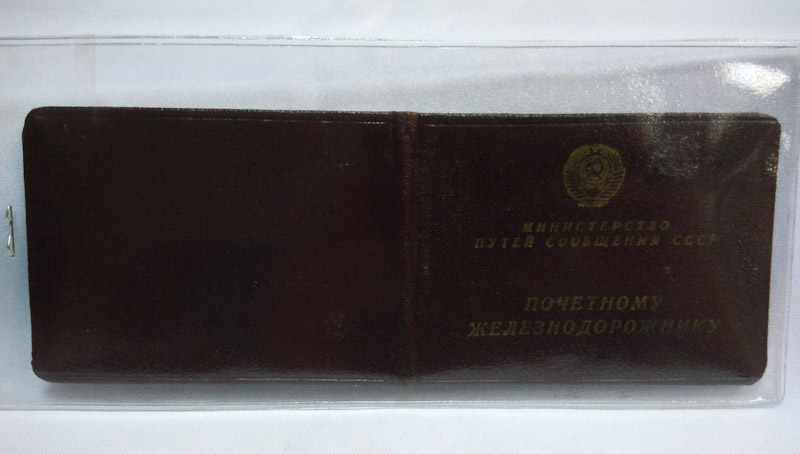 МИНИСТЕРСТВО
ПУТЕЙ СООБЩЕНИЯ СССР
ПОЧЕТНОМУ
ЖЕЛЕЗНОДОРОЖНИКУ